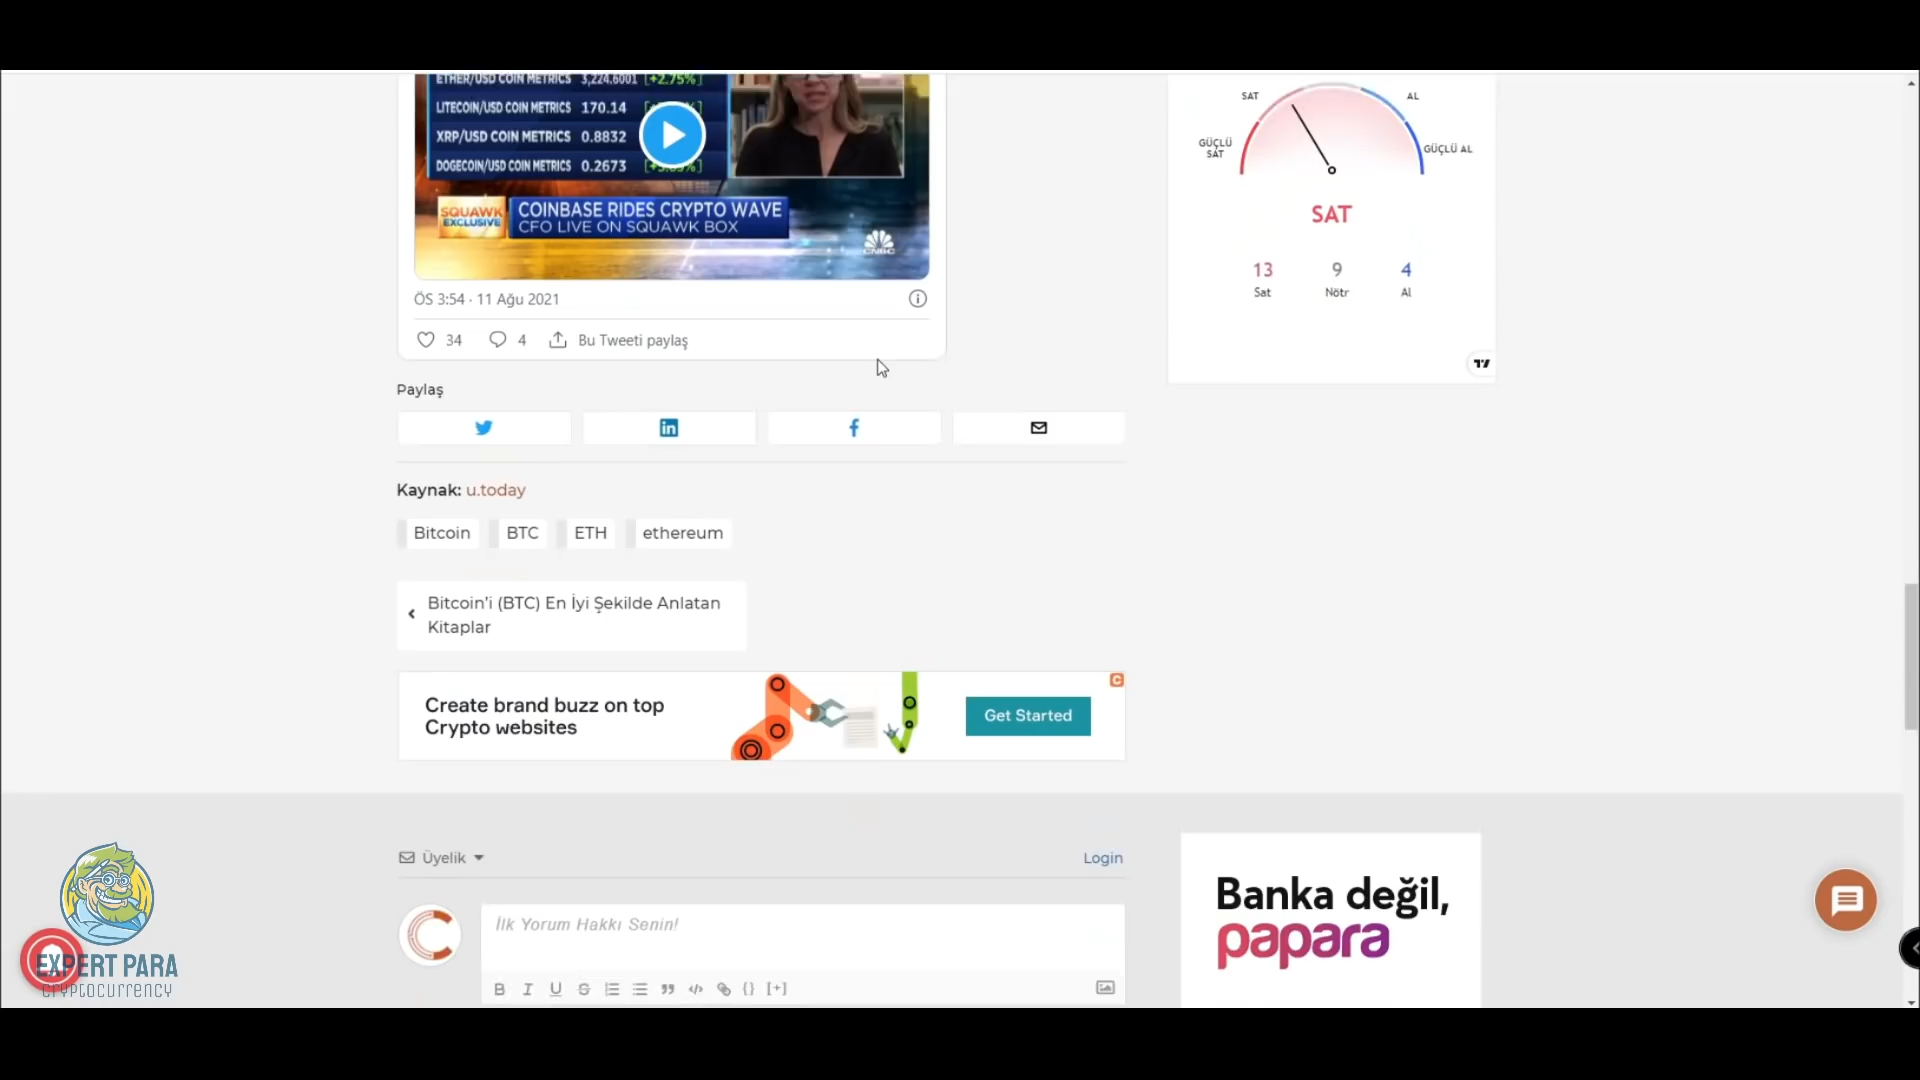 ETHER/USD COIN METRICS 3,224.6001 [+2.75%]
LITECOIN/USD COIN METRICS 170.14
XRP/USD COIN METRICS 0.8832
DOGECOIN/USD COIN METRICS 0.2673
SQUAWK
EXCLUSIVE
COINBASE RIDES CRYPTO WAVE
CFO LIVE ON SQUAWK BOX
CNBC
ÖS 3:54 · 11 Ağu 2021
34 4 Bu Tweeti paylaş
Paylaş
Kaynak: u.today
Bitcoin BTC ETH ethereum
Bitcoin'i (BTC) En İyi Şekilde Anlatan
Kitaplar
Create brand buzz on top
Crypto websites
Get Started
Üyelik
Login
İlk Yorum Hakkı Senin!
B I U S {} [+]
SAT AL
GÜÇLÜ
SAT
GÜÇLÜ AL
SAT
13 9 4
Sat Nötr Al
Banka değil,
papara
EXPERT PARA
CRYPTOCURRENCY